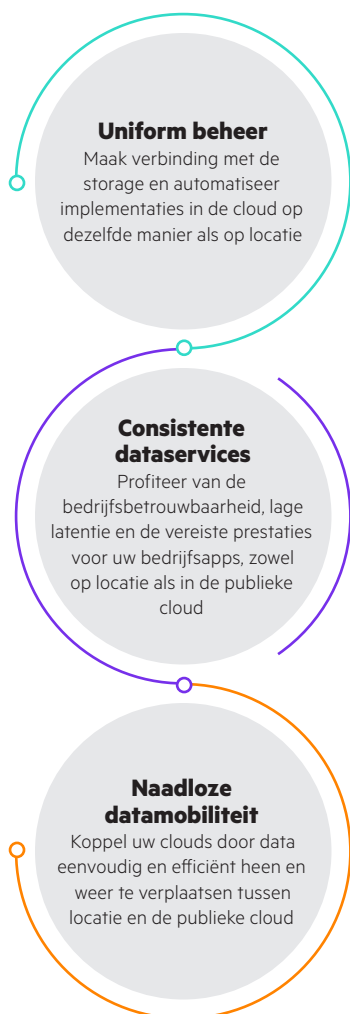 Uniform beheer
Maak verbinding met de
storage en automatiseer
implementaties in de cloud op
dezelfde manier als op locatie
Consistente
dataservices
Profiteer van de
bedrijfsbetrouwbaarheid, lage
latentie en de vereiste prestaties
voor uw bedrijfsapps, zowel
op locatie als in de publieke
cloud
Naadloze
datamobiliteit
Koppel uw clouds door data
eenvoudig en efficiënt heen en
weer te verplaatsen tussen
locatie en de publieke cloud